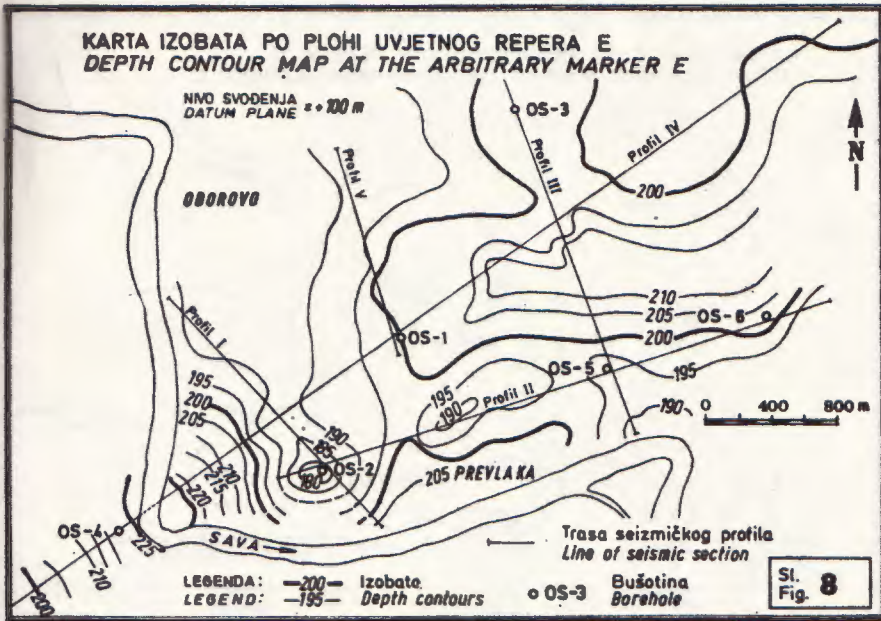 KARTA IZOBATA PO PLOHI UVJETNOG REPERA E
DEPTH CONTOUR MAP AT THE ARBITRARY MARKER E
NIVO SVOĐENJA
DATUM PLANE = + 100 m
OS-3
Profil IV
Profil V
Profil III
N
OBOROVO
200
210
205
OS-6
200
Profil I
OS-1
OS-5
195
195
200
205
195
190
Profil II
190
0 400 800 m
190
185
180
OS-2
210
215
220
205 PREVLAKA
OS-4
225
210
200
SAVA
Trasa seizmičkog profila
Line of seismic section
LEGENDA: —200— Izobata
LEGEND: —195— Depth contours
OS-3 Bušotina
Borehole
Sl.
Fig. 8